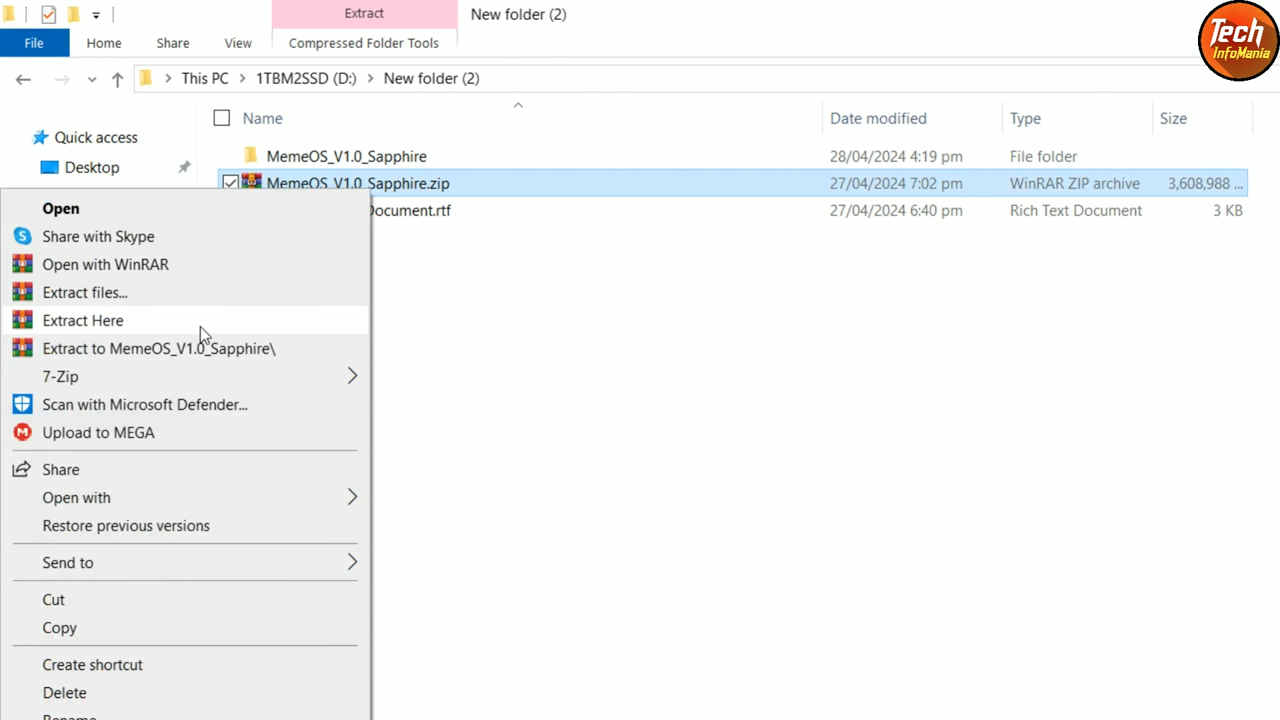 Extract
New folder (2)
File
Home
Share
View
Compressed Folder Tools
Tech
InfoMania
This PC
1TBM2SSD (D:)
New folder (2)
Name
Date modified
Type
Size
Quick access
Desktop
MemeOS_V1.0_Sapphire
28/04/2024 4:19 pm
File folder
MemeOS_V1.0_Sapphire.zip
27/04/2024 7:02 pm
WinRAR ZIP archive
3,608,988 ...
Document.rtf
27/04/2024 6:40 pm
Rich Text Document
3 KB
Open
Share with Skype
Open with WinRAR
Extract files...
Extract Here
Extract to MemeOS_V1.0_Sapphire\
7-Zip
Scan with Microsoft Defender...
Upload to MEGA
Share
Open with
Restore previous versions
Send to
Cut
Copy
Create shortcut
Delete
Rename